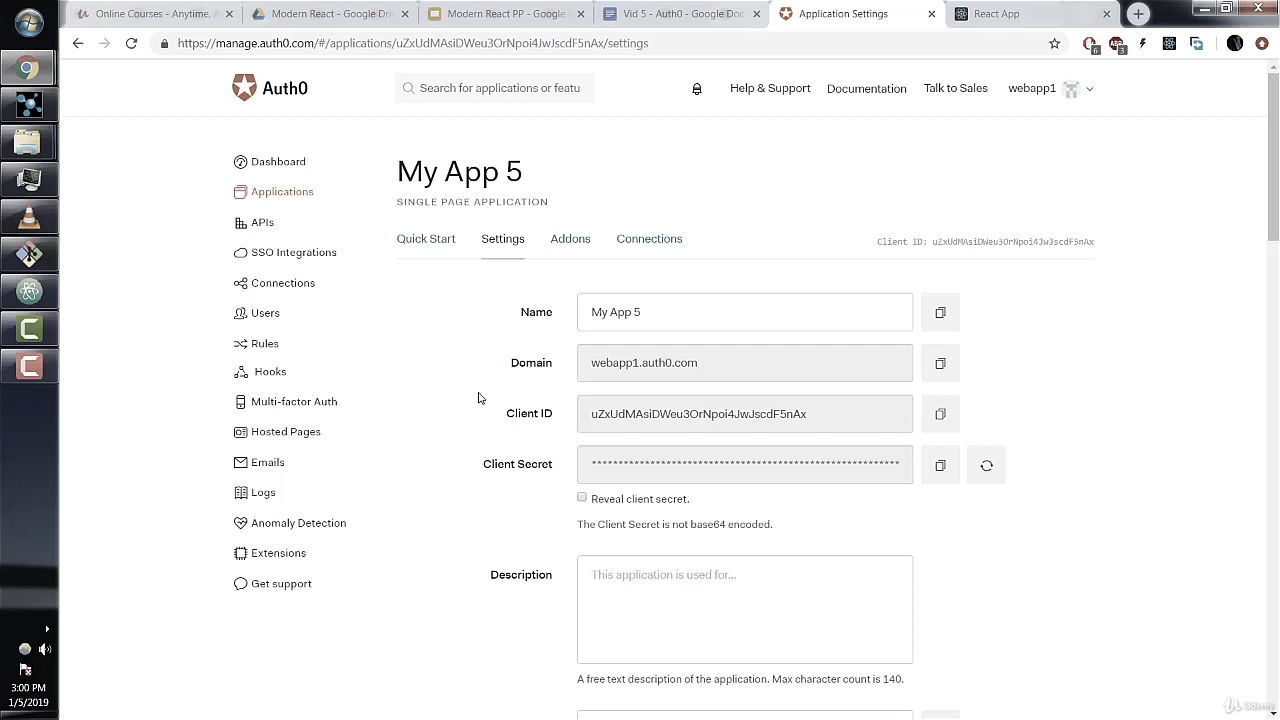 Online Courses - Anytime, A
Modern React - Google Dri
Modern React PP - Google
Vid 5 - Auth0 - Google Do
Application Settings
React App
https://manage.auth0.com/#/applications/uZxUdMAsiDWeu3OrNpoi4JwJscdF5nAx/settings
6
3
Auth0
Search for applications or featu
Help & Support
Documentation
Talk to Sales
webapp1
Dashboard
Applications
APIs
SSO Integrations
Connections
Users
Rules
Hooks
Multi-factor Auth
Hosted Pages
Emails
Logs
Anomaly Detection
Extensions
Get support
My App 5
SINGLE PAGE APPLICATION
Quick Start
Settings
Addons
Connections
Client ID: uZxUdMAsiDWeu3OrNpoi4JwJscdF5nAx
Name
My App 5
Domain
webapp1.auth0.com
Client ID
uZxUdMAsiDWeu3OrNpoi4JwJscdF5nAx
Client Secret
************************************************************
Reveal client secret.
The Client Secret is not base64 encoded.
Description
This application is used for...
A free text description of the application. Max character count is 140.
3:00 PM
1/5/2019
Udemy